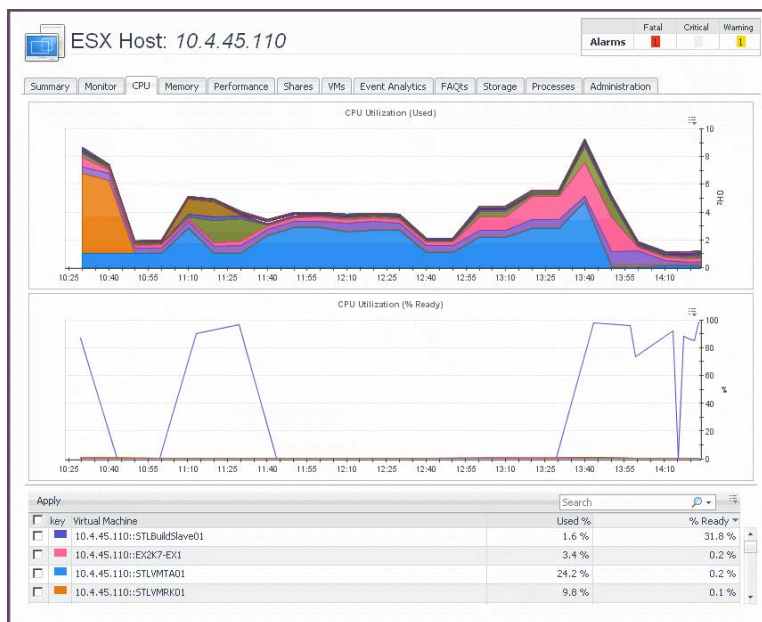 ESX Host: 10.4.45.110
Fatal Critical Warning
Alarms 1 1
Summary Monitor CPU Memory Performance Shares VMs Event Analytics FAQts Storage Processes Administration
CPU Utilization (Used)
10
8
6
4
2
0
GHz
10:25 10:40 10:55 11:10 11:25 11:40 11:55 12:10 12:25 12:40 12:55 13:10 13:25 13:40 13:55 14:10
CPU Utilization (% Ready)
100
80
60
40
20
0
%
10:25 10:40 10:55 11:10 11:25 11:40 11:55 12:10 12:25 12:40 12:55 13:10 13:25 13:40 13:55 14:10
Apply Search
key Virtual Machine Used % % Ready
10.4.45.110::STLBuildSlave01 1.6 % 31.8 %
10.4.45.110::EX2K7-EX1 3.4 % 0.2 %
10.4.45.110::STLVMTA01 24.2 % 0.2 %
10.4.45.110::STLVMRK01 9.8 % 0.1 %